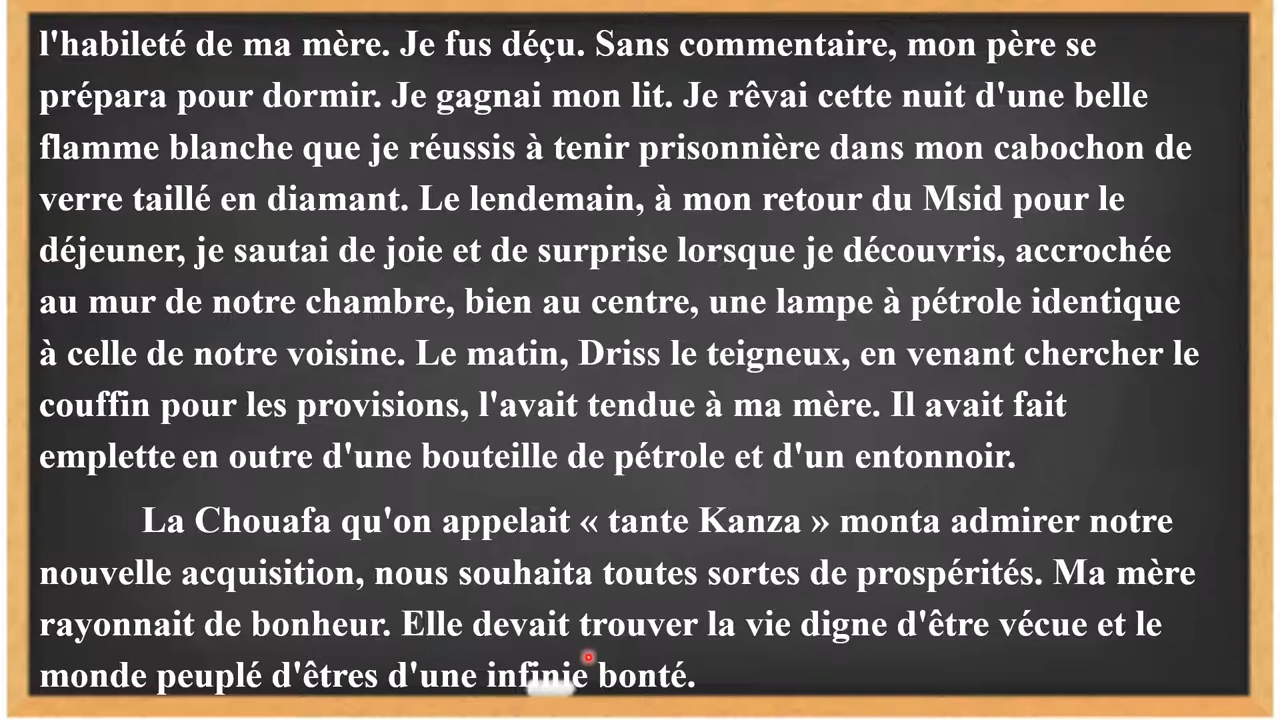 l'habileté de ma mère. Je fus déçu. Sans commentaire, mon père se
prépara pour dormir. Je gagnai mon lit. Je rêvai cette nuit d'une belle
flamme blanche que je réussis à tenir prisonnière dans mon cabochon de
verre taillé en diamant. Le lendemain, à mon retour du Msid pour le
déjeuner, je sautai de joie et de surprise lorsque je découvris, accrochée
au mur de notre chambre, bien au centre, une lampe à pétrole identique
à celle de notre voisine. Le matin, Driss le teigneux, en venant chercher le
couffin pour les provisions, l'avait tendue à ma mère. Il avait fait
emplette en outre d'une bouteille de pétrole et d'un entonnoir.
La Chouafa qu'on appelait « tante Kanza » monta admirer notre
nouvelle acquisition, nous souhaita toutes sortes de prospérités. Ma mère
rayonnait de bonheur. Elle devait trouver la vie digne d'être vécue et le
monde peuplé d'êtres d'une infinie bonté.